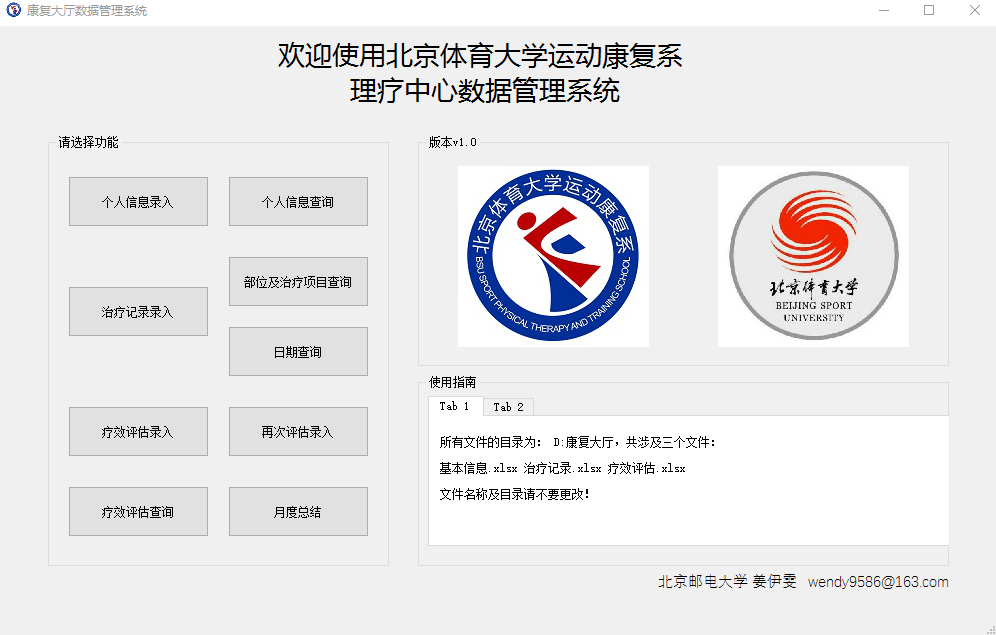 康复大厅数据管理系统
欢迎使用北京体育大学运动康复系
理疗中心数据管理系统
请选择功能
个人信息录入
个人信息查询
部位及治疗项目查询
治疗记录录入
日期查询
疗效评估录入
再次评估录入
疗效评估查询
月度总结
版本v1.0
北京体育大学运动康复系
BSU SPORT PHYSICAL THERAPY AND TRAINING SCHOOL
北京体育大学
BEIJING SPORT
UNIVERSITY
使用指南
Tab 1
Tab 2
所有文件的目录为: D:康复大厅，共涉及三个文件:
基本信息.xlsx 治疗记录.xlsx 疗效评估.xlsx
文件名称及目录请不要更改!
北京邮电大学 姜伊雯 wendy9586@163.com